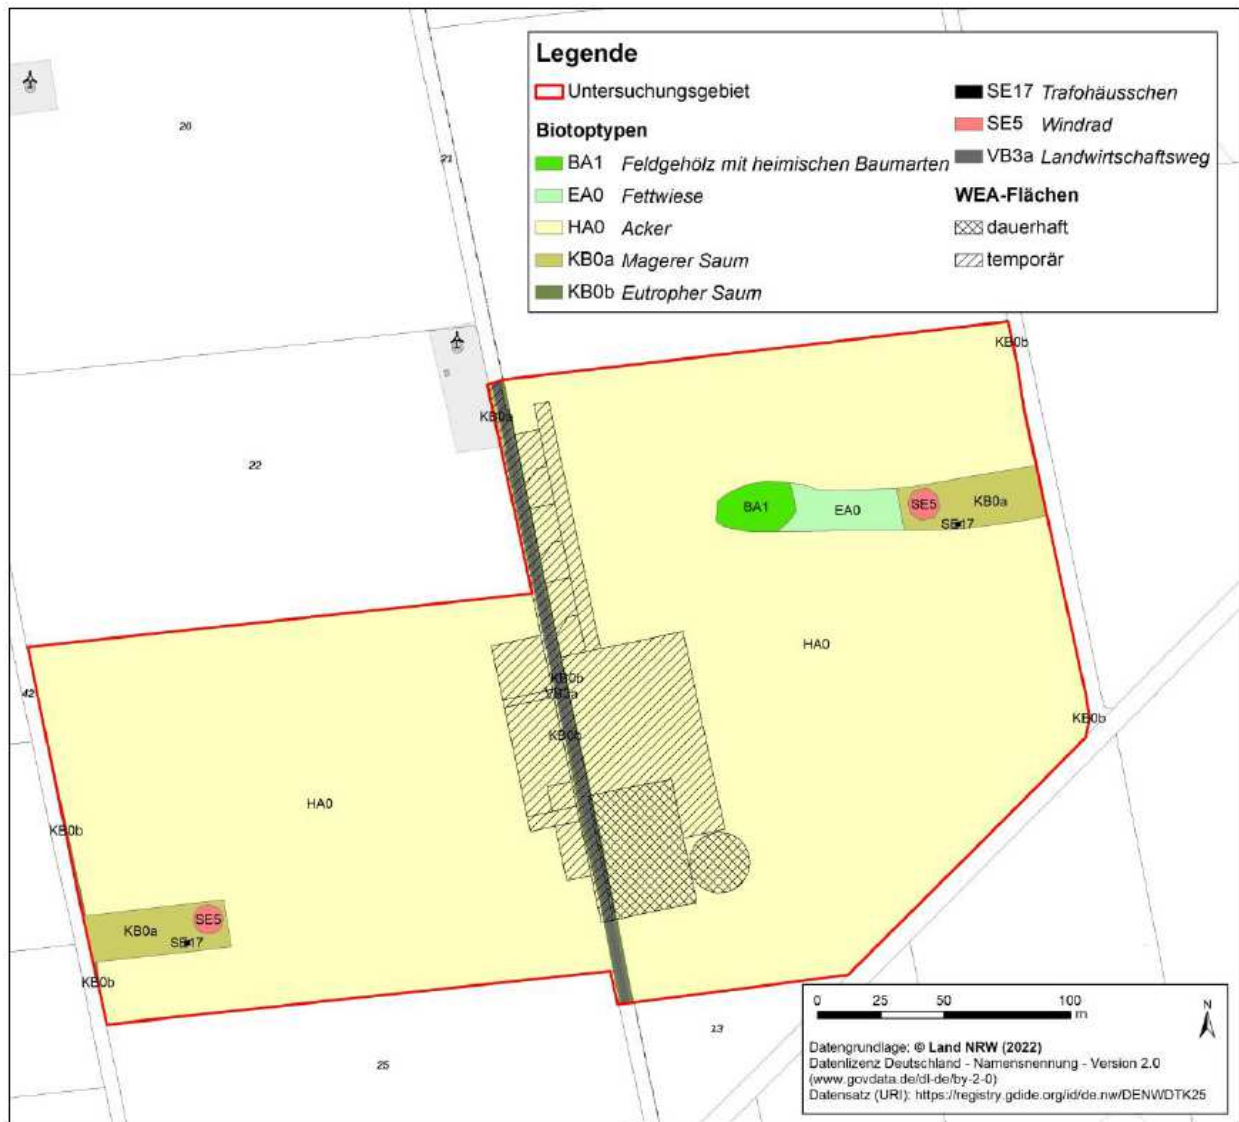 Legende
Untersuchungsgebiet
Biotoptypen
BA1 Feldgehölz mit heimischen Baumarten
EA0 Fettwiese
HA0 Acker
KB0a Magerer Saum
KB0b Eutropher Saum
SE17 Trafohäusschen
SE5 Windrad
VB3a Landwirtschaftsweg
WEA-Flächen
dauerhaft
temporär
20
21
KB0b
KB0a
22
BA1
EA0
SE5
KB0a
SE17
HA0
KB0b
VB3a
42
KB0b
KB0b
HA0
KB0b
SE5
KB0a
SE17
KB0b
13
25
0 25 50 100
m
N
Datengrundlage: © Land NRW (2022)
Datenlizenz Deutschland - Namensnennung - Version 2.0
(www.govdata.de/dl-de/by-2-0)
Datensatz (URI): https://registry.gdide.org/id/de.nw/DENWDTK25